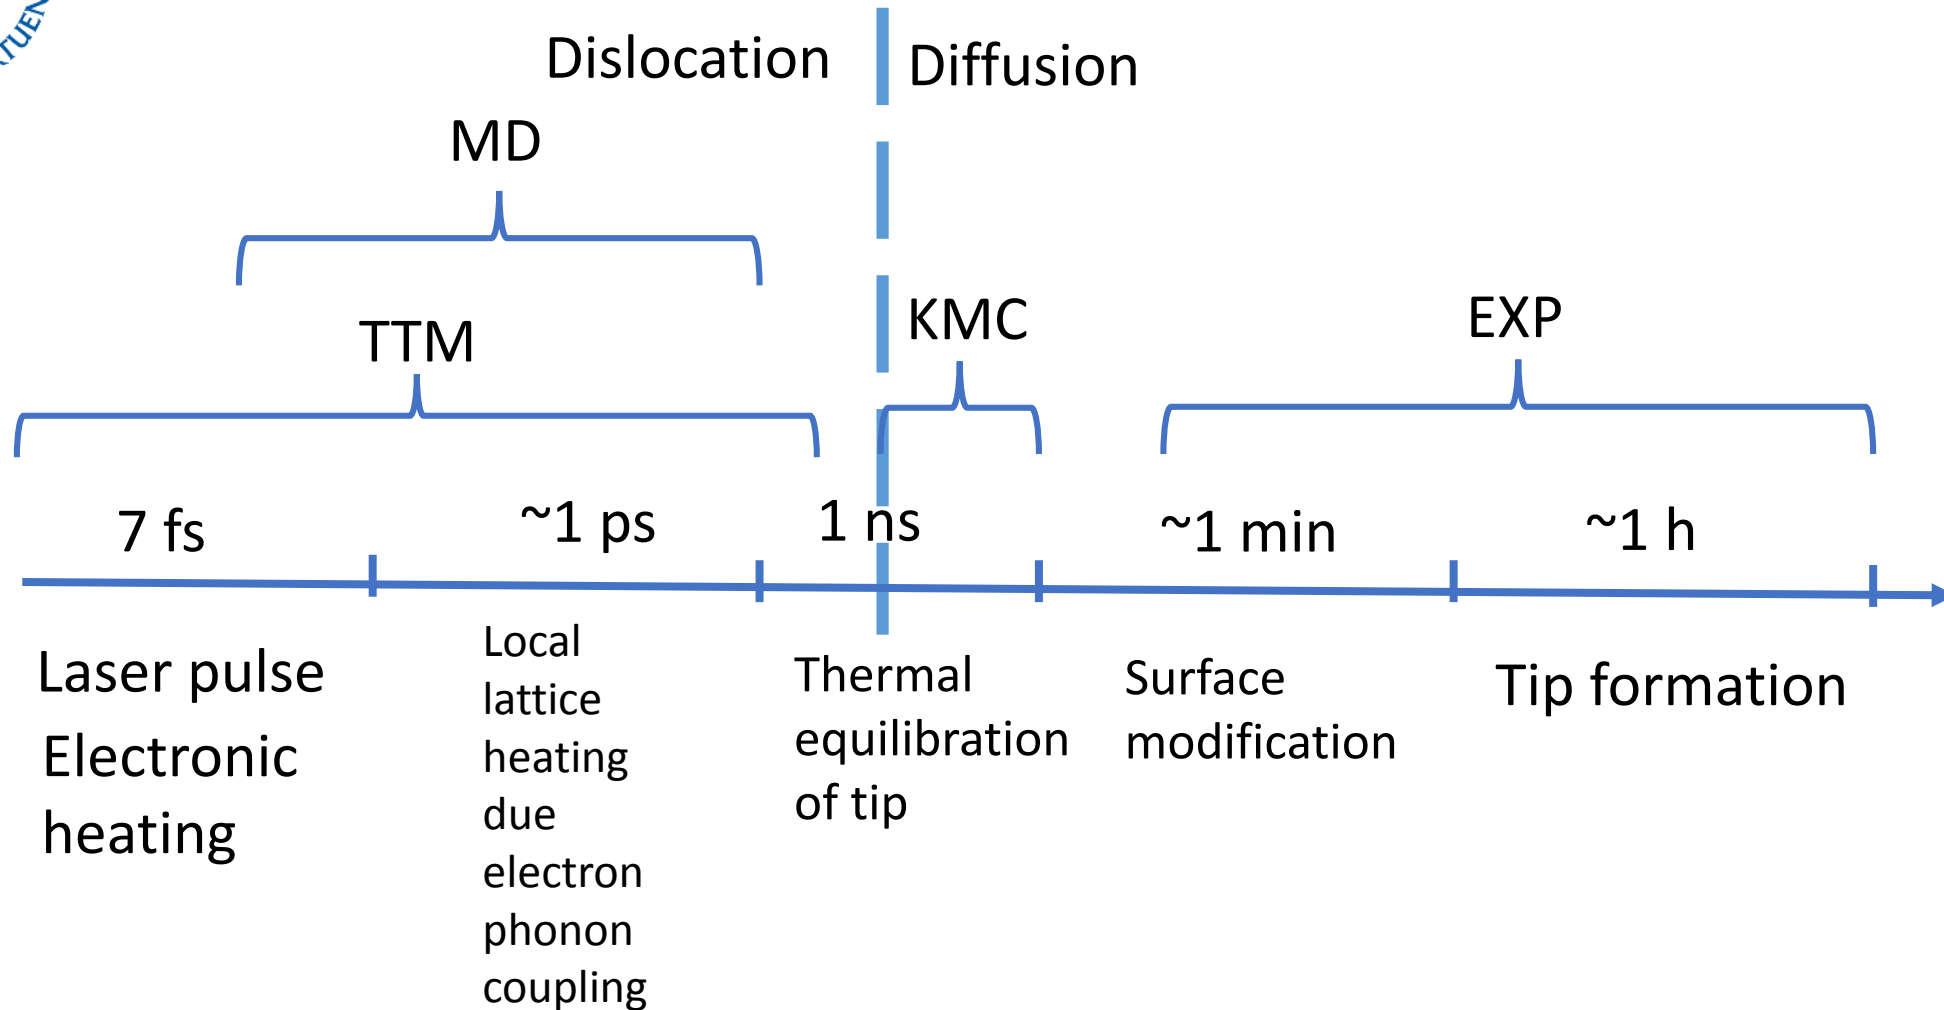 Dislocation
Diffusion
MD
TTM
KMC
EXP
7 fs
~1 ps
1 ns
~1 min
~1 h
Laser pulse
Electronic
heating
Local
lattice
heating
due
electron
phonon
coupling
Thermal
equilibration
of tip
Surface
modification
Tip formation